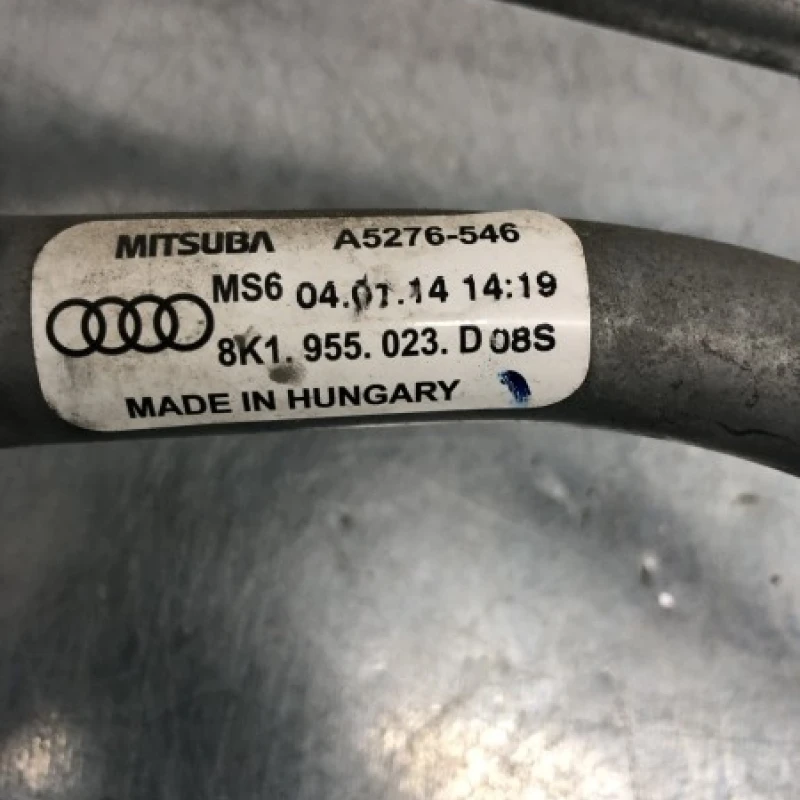 MITSUBA A5276-546
MS6 04.01.14 14:19
8K1. 955. 023. D 08S
MADE IN HUNGARY